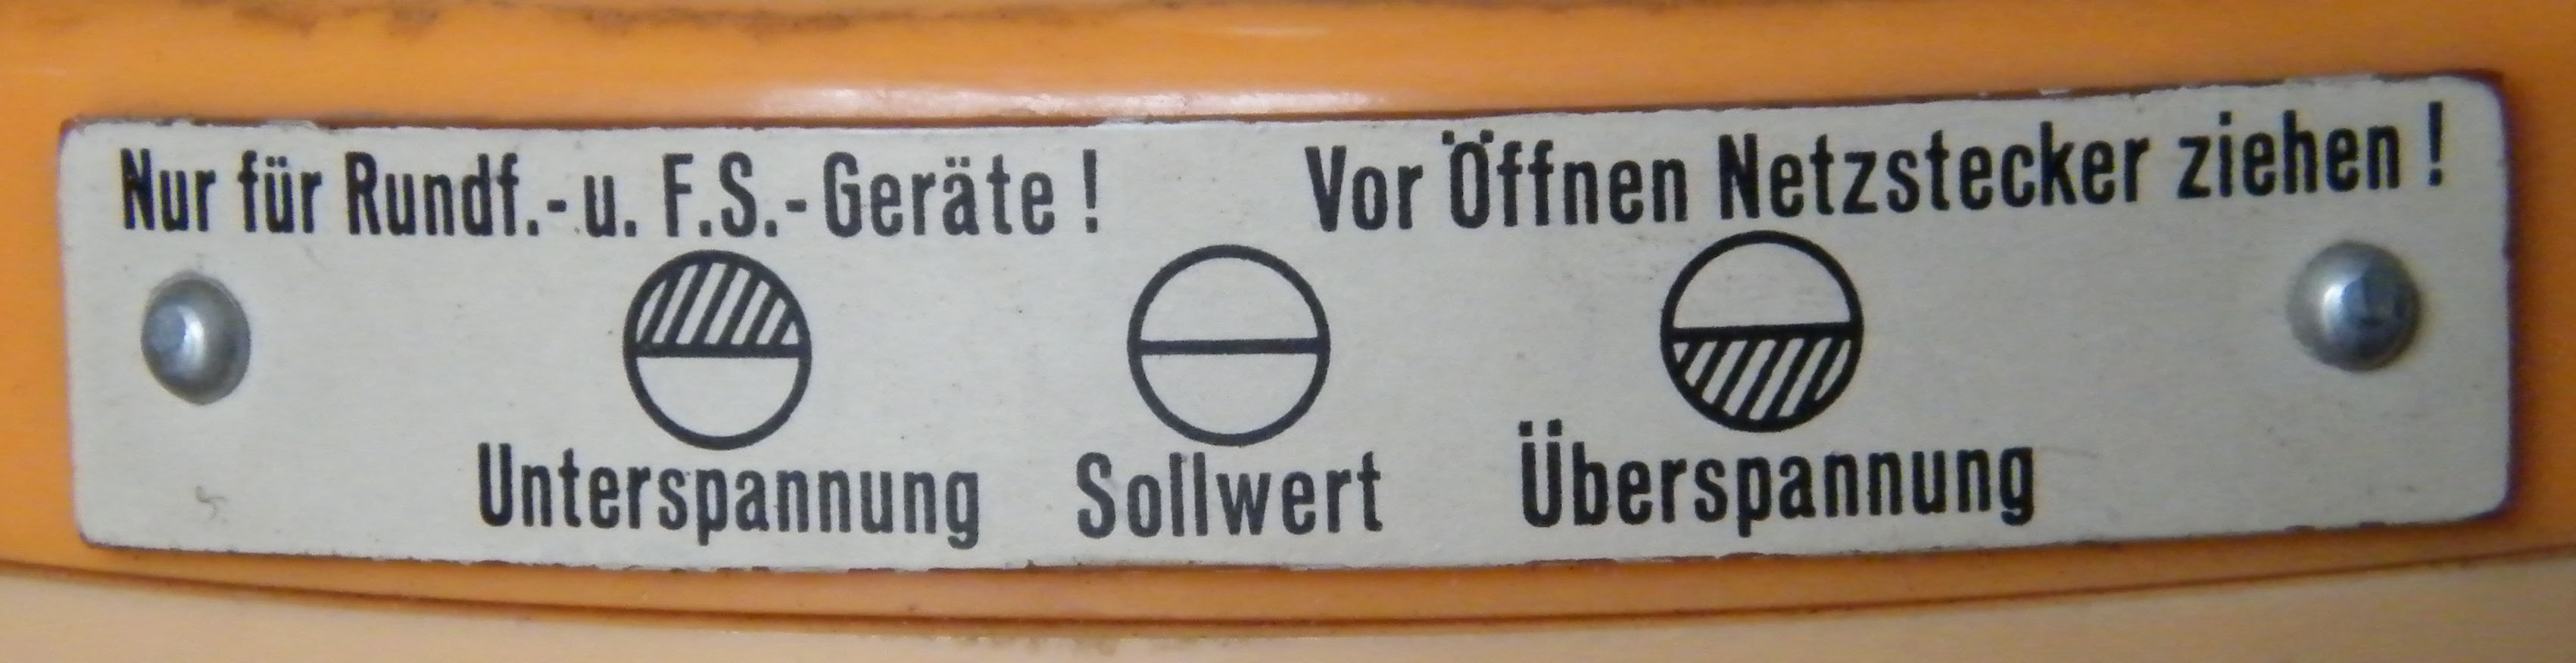 Nur für Rundf.-u. F.S.-Geräte !
Vor Öffnen Netzstecker ziehen !
Unterspannung
Sollwert
Überspannung